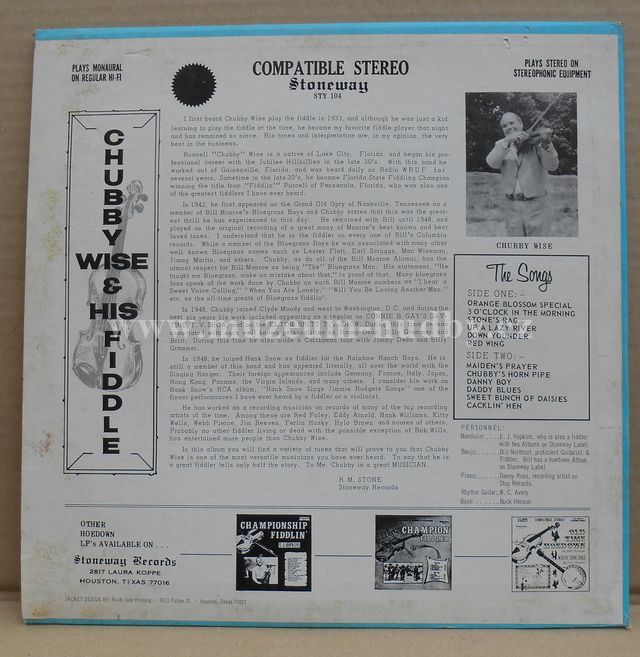 PLAYS MONAURAL
ON REGULAR HI-FI
COMPATIBLE STEREO
Stoneway
STY 104
PLAYS STEREO ON
STEREOPHONIC EQUIPMENT
CHUBBY
WISE
& HIS
FIDDLE
I first heard Chubby Wise play the fiddle in 1933, and although he was just a kid
learning to play the fiddle at the time, he became my favorite fiddle player that night
and has remained so since. His tones and interpretation are, in my opinion, the very
best in the business.
Russell "Chubby" Wise is a native of Lake City, Florida, and began his pro-
fessional career with the Jubilee Hillbillies in the late 30's. With this band he
worked out of Gainesville, Florida, and was heard daily on Radio WRUF for
several years. Sometime in the late 30's, he became Florida State Fiddling Champion
winning the title from "Fiddlin'" Purcell of Pensacola, Florida, who was also one
of the greatest fiddlers I have ever heard.
In 1942, he first appeared on the Grand Old Opry of Nashville, Tennessee as a
member of Bill Monroe's Bluegrass Boys and Chubby states that this was the great-
ent thrill he has experienced to this day. He remained with Bill until 1948, and
played on the original recording of a great many of Monroe's best known and best
loved tunes. I understand that he is the fiddler on every one of Bill's Columbia
records. While a member of the Bluegrass Boys he was associated with many other
well known Bluegrass names such as Lester Flatt, Earl Scruggs, Mac Wiseman,
Jimmy Martin, and others. Chubby, as do all of the Bill Monroe Alumni, has the
utmost respect for Bill Monroe as being "The" Bluegrass Man. His statement, "He
taught me Bluegrass, make no mistake about that," is proof of that. Many bluegrass
fans speak of the work done by Chubby on such Bill Monroe numbers as "I hear a
Sweet Voice Calling," "When You Are Lonely," "Will You Be Loving Another Man,"
etc. as the all-time greats of Bluegrass fiddlin'.
In 1948, Chubby joined Clyde Moody and went to Washington, D.C. and during the
next six years his work included appearing as a regular on CONNIE B. GAY'S GAY
Britt. During this time he also made a Caribbean tour with Jimmy Dean and Billy
Grammer.
In 1948, he joined Hank Snow as fiddler for the Rainbow Ranch Boys. He is
still a member of this band and has appeared literally, all over the world with the
Singing Ranger. Their foreign appearances include Germany, France, Italy, Japan,
Hong Kong, Panama, the Virgin Islands, and many others. I consider his work on
Hank Snow's RCA album, "Hank Snow Sings Jimmie Rodgers Songs" one of the
finest performances I have ever heard by a fiddler or a violinist.
He has worked as a recording musician on records of many of the top recording
artists of the time. Among these are Red Foley, Eddy Arnold, Hank Williams, Kitty
Wells, Webb Pierce, Jim Reeves, Ferlin Husky, Hylo Brown and scores of others.
Probably no other fiddler living or dead with the possible exception of Bob Wills,
has entertained more people than Chubby Wise.
In this album you will find a variety of tunes that will prove to you that Chubby
Wise is one of the most versatile musicians you have ever heard. To say that he is
a great fiddler tells only half the story. To Me, Chubby is a great MUSICIAN.
R.M. STONE
Stoneway Records
CHUBBY WISE
The Songs
SIDE ONE:-
ORANGE BLOSSOM SPECIAL
3 O'CLOCK IN THE MORNING
STONE'S RAG
UP A LAZY RIVER
DOWN YOUNDER
RED WING
SIDE TWO:-
MAIDEN'S PRAYER
CHUBBY'S HORN PIPE
DANNY BOY
DADDY BLUES
SWEET BUNCH OF DAISIES
CACKLIN' HEN
PERSONNEL:
Mandolin: . . . E. J. Hopkins, who is also a fiddler
with two Albums on Stoneway Label
Banjo: . . . Bill Northcut, proficient Guitarist, &
Fiddler, Bill has a hoedown Album
on Stoneway Label
Piano: . . . Danny Ross, recording artist on
Stop Records.
Rhythm Guitar: W. C. Avery
Bass: . . . Buck Henson
www.muzeum-hudby.cz
OTHER
HOEDOWN
LP's AVAILABLE ON . . .
Stoneway Records
2817 LAURA KOPPE
HOUSTON, TEXAS 77016
CHAMPIONSHIP
FIDDLIN'
CHAMPION
FIDDLER
COMPATIBLE STEREO
OLD
TIME
HOEDOWN
JACKET DESIGN BY: North Side Printing - 9621 Fulton St. - Houston, Texas 77022